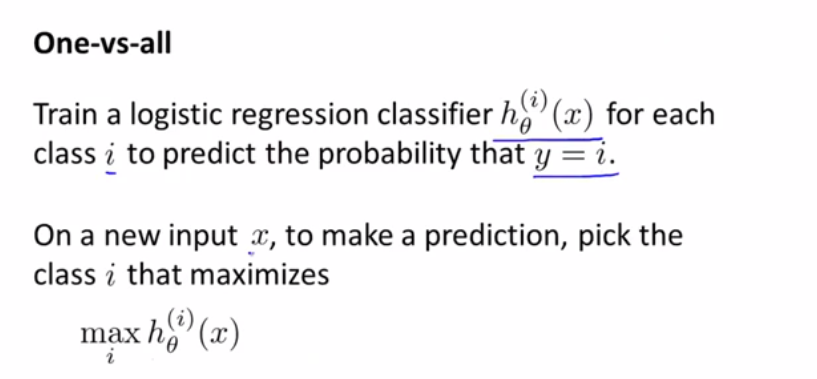 One-vs-all
Train a logistic regression classifier $h_\theta^{(i)}(x)$ for each
class $i$ to predict the probability that $y = i$.
On a new input $x$, to make a prediction, pick the
class $i$ that maximizes
$\max_i h_\theta^{(i)}(x)$